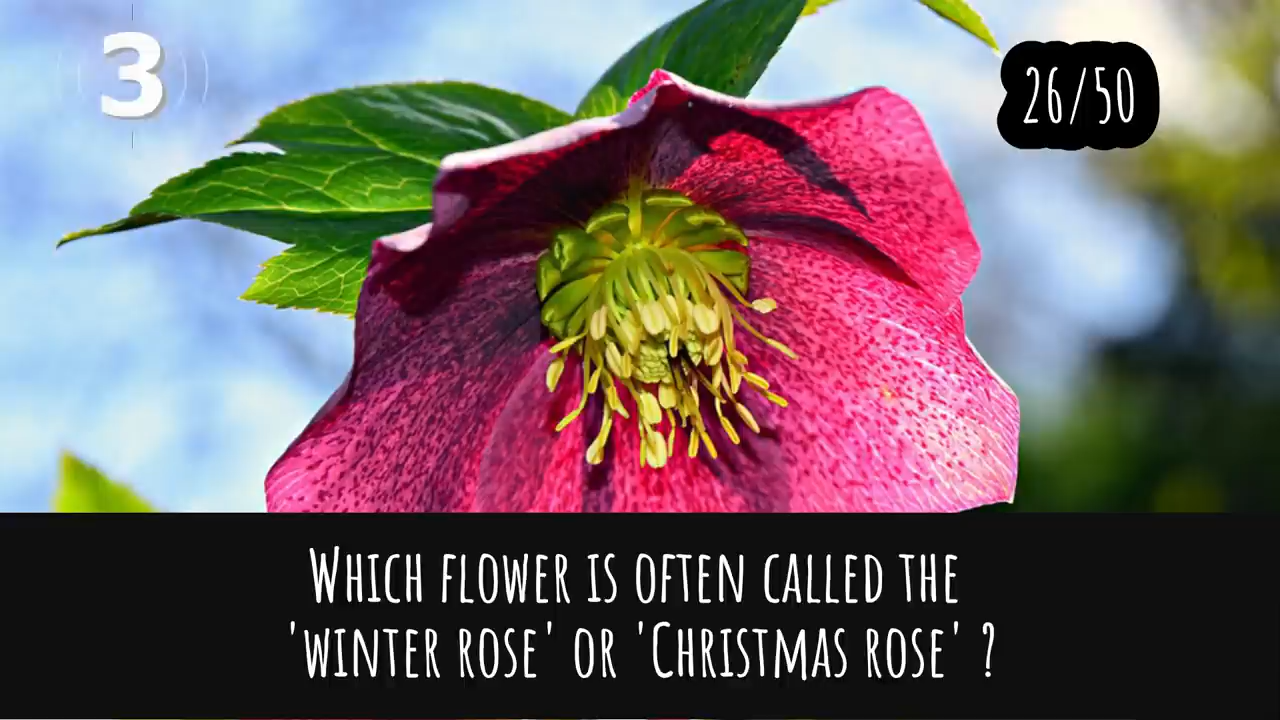 3
26/50
Which flower is often called the
'winter rose' or 'Christmas rose' ?